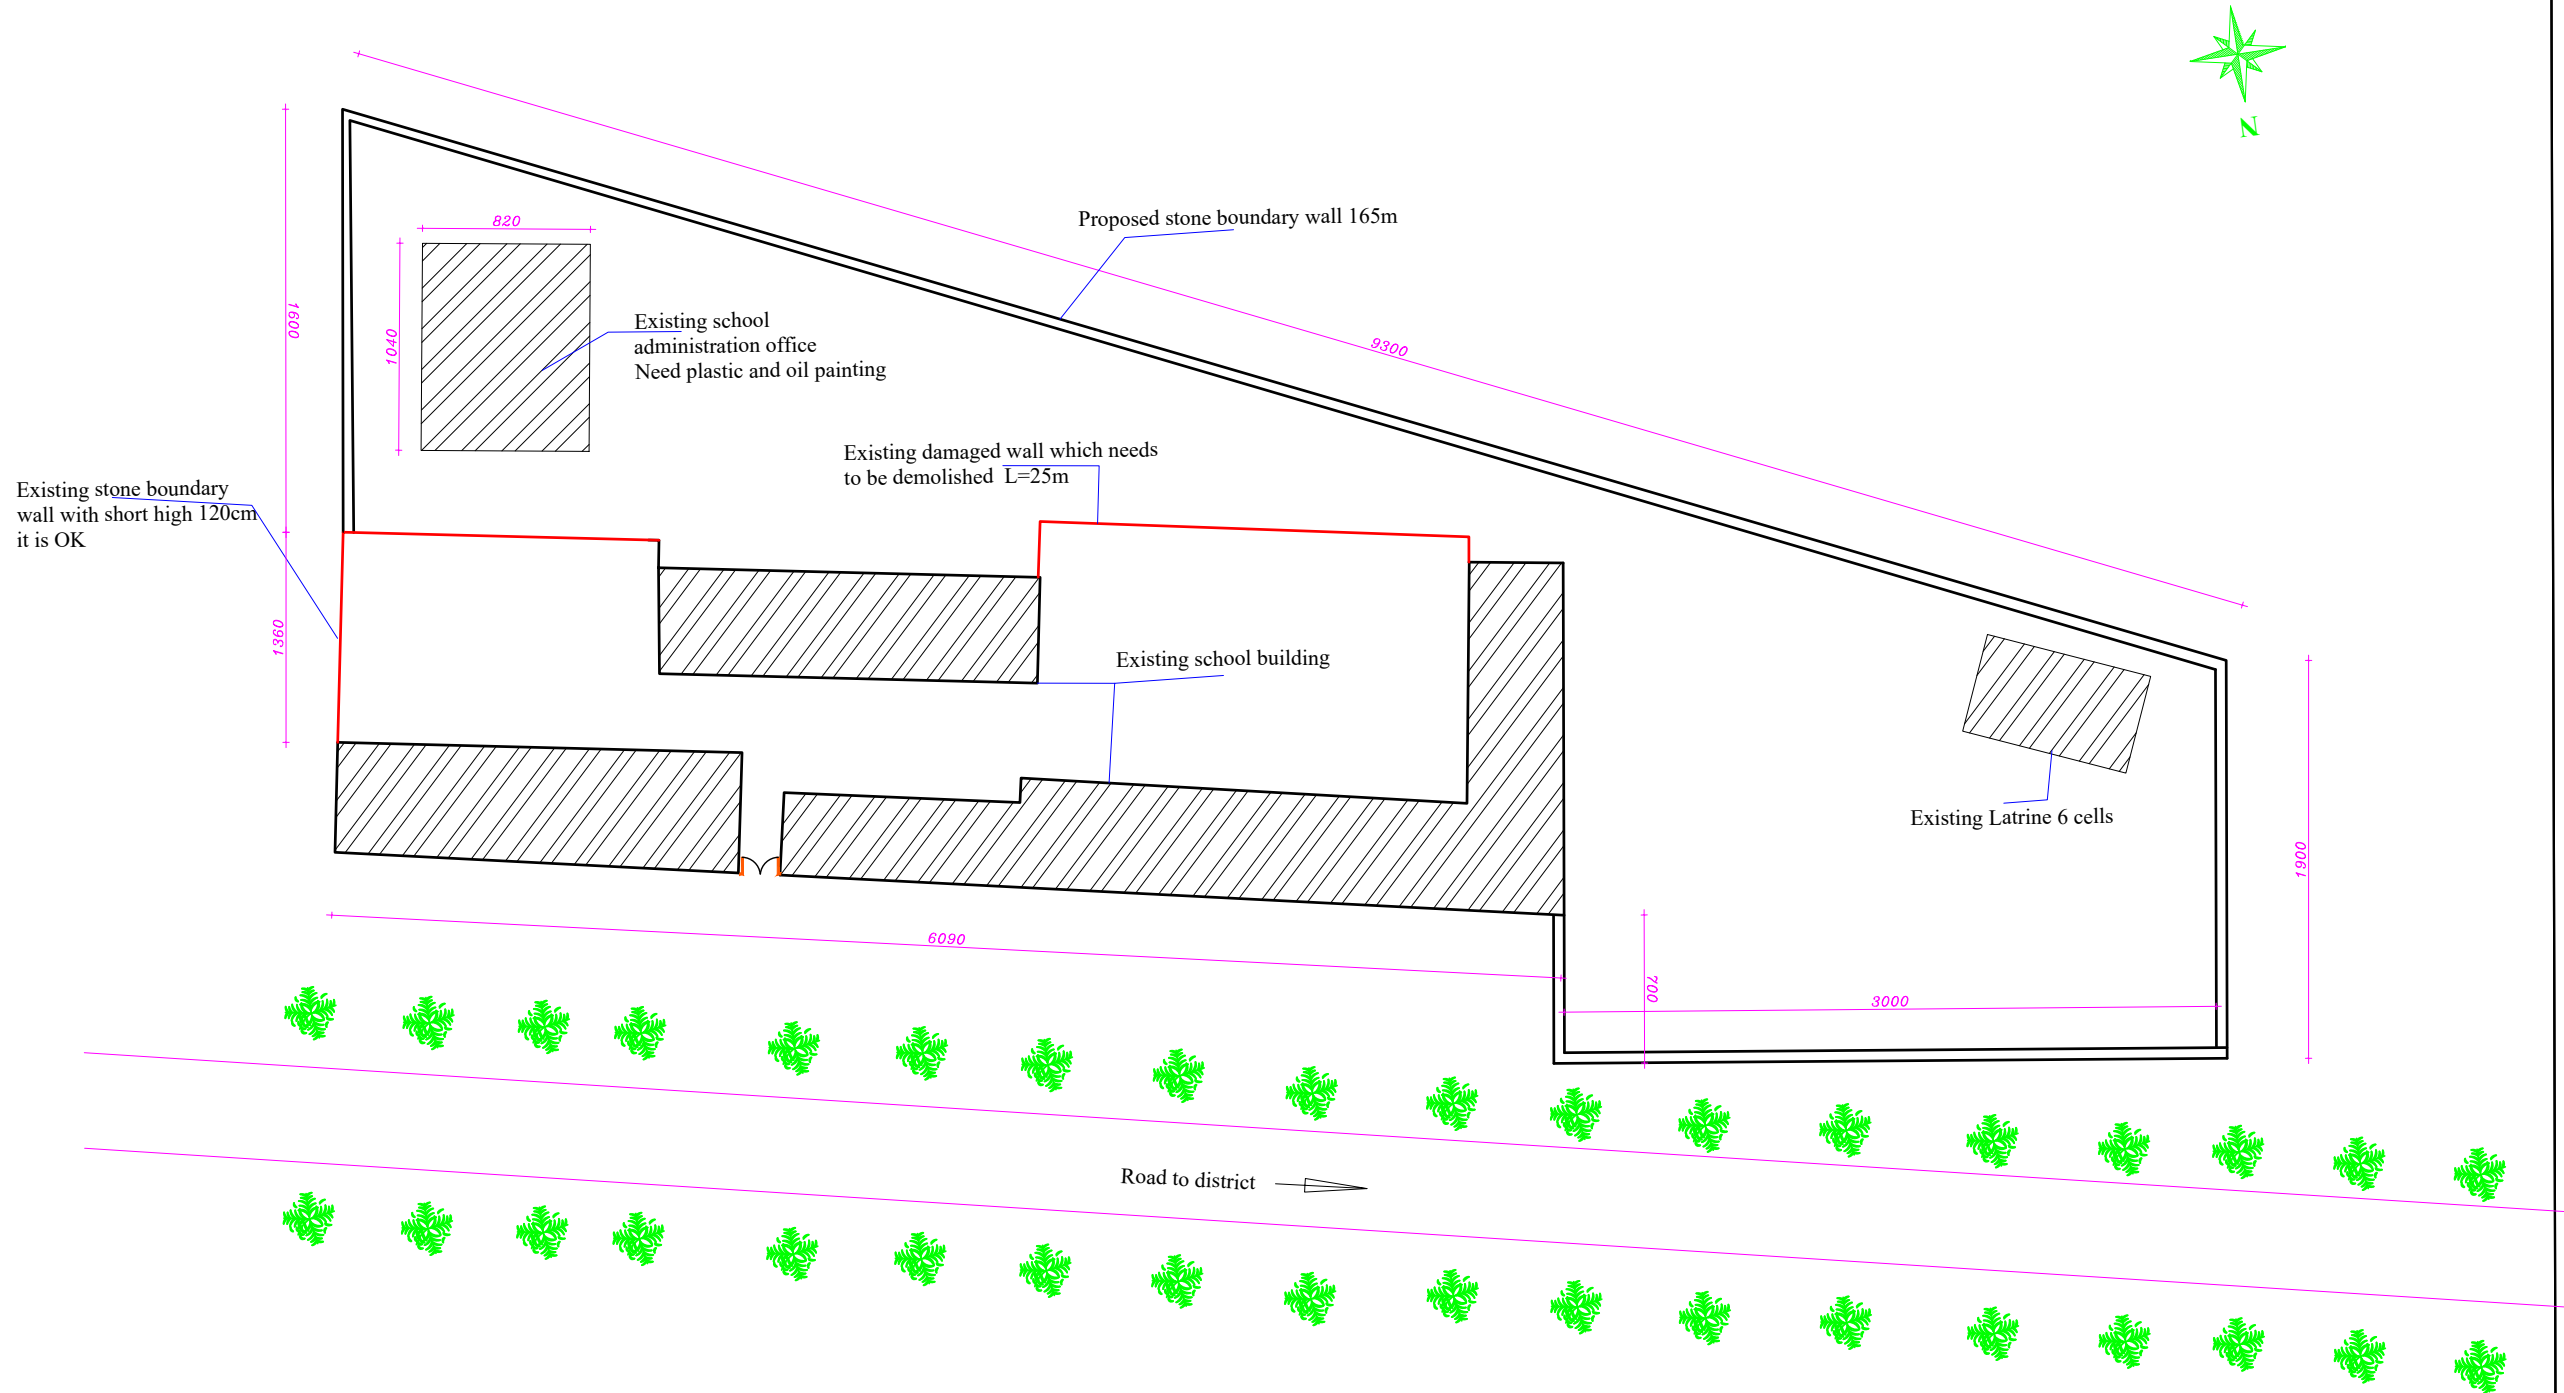 N
820
1040
1600
1360
Proposed stone boundary wall 165m
9300
Existing school
administration office
Need plastic and oil painting
Existing damaged wall which needs
to be demolished L=25m
Existing stone boundary
wall with short high 120cm
it is OK
Existing school building
Existing Latrine 6 cells
1900
6090
700
3000
Road to district